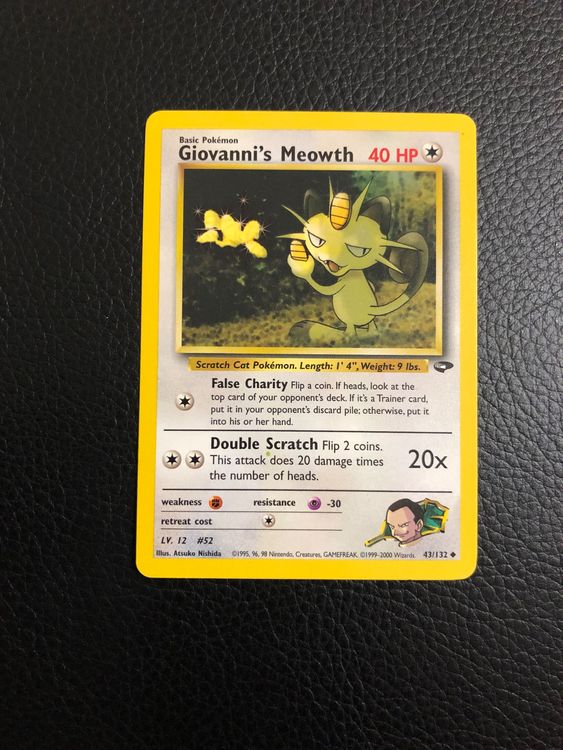 Basic Pokémon
Giovanni's Meowth 40 HP
Scratch Cat Pokémon. Length: 1' 4", Weight: 9 lbs.
False Charity Flip a coin. If heads, look at the
top card of your opponent's deck. If it's a Trainer card,
put it in your opponent's discard pile; otherwise, put it
into his or her hand.
Double Scratch Flip 2 coins.
This attack does 20 damage times
the number of heads.
20x
weakness resistance -30
retreat cost
LV. 12 #52
Illus. Atsuko Nishida ©1995, 96, 98 Nintendo, Creatures, GAMEFREAK. ©1999-2000 Wizards. 43/132